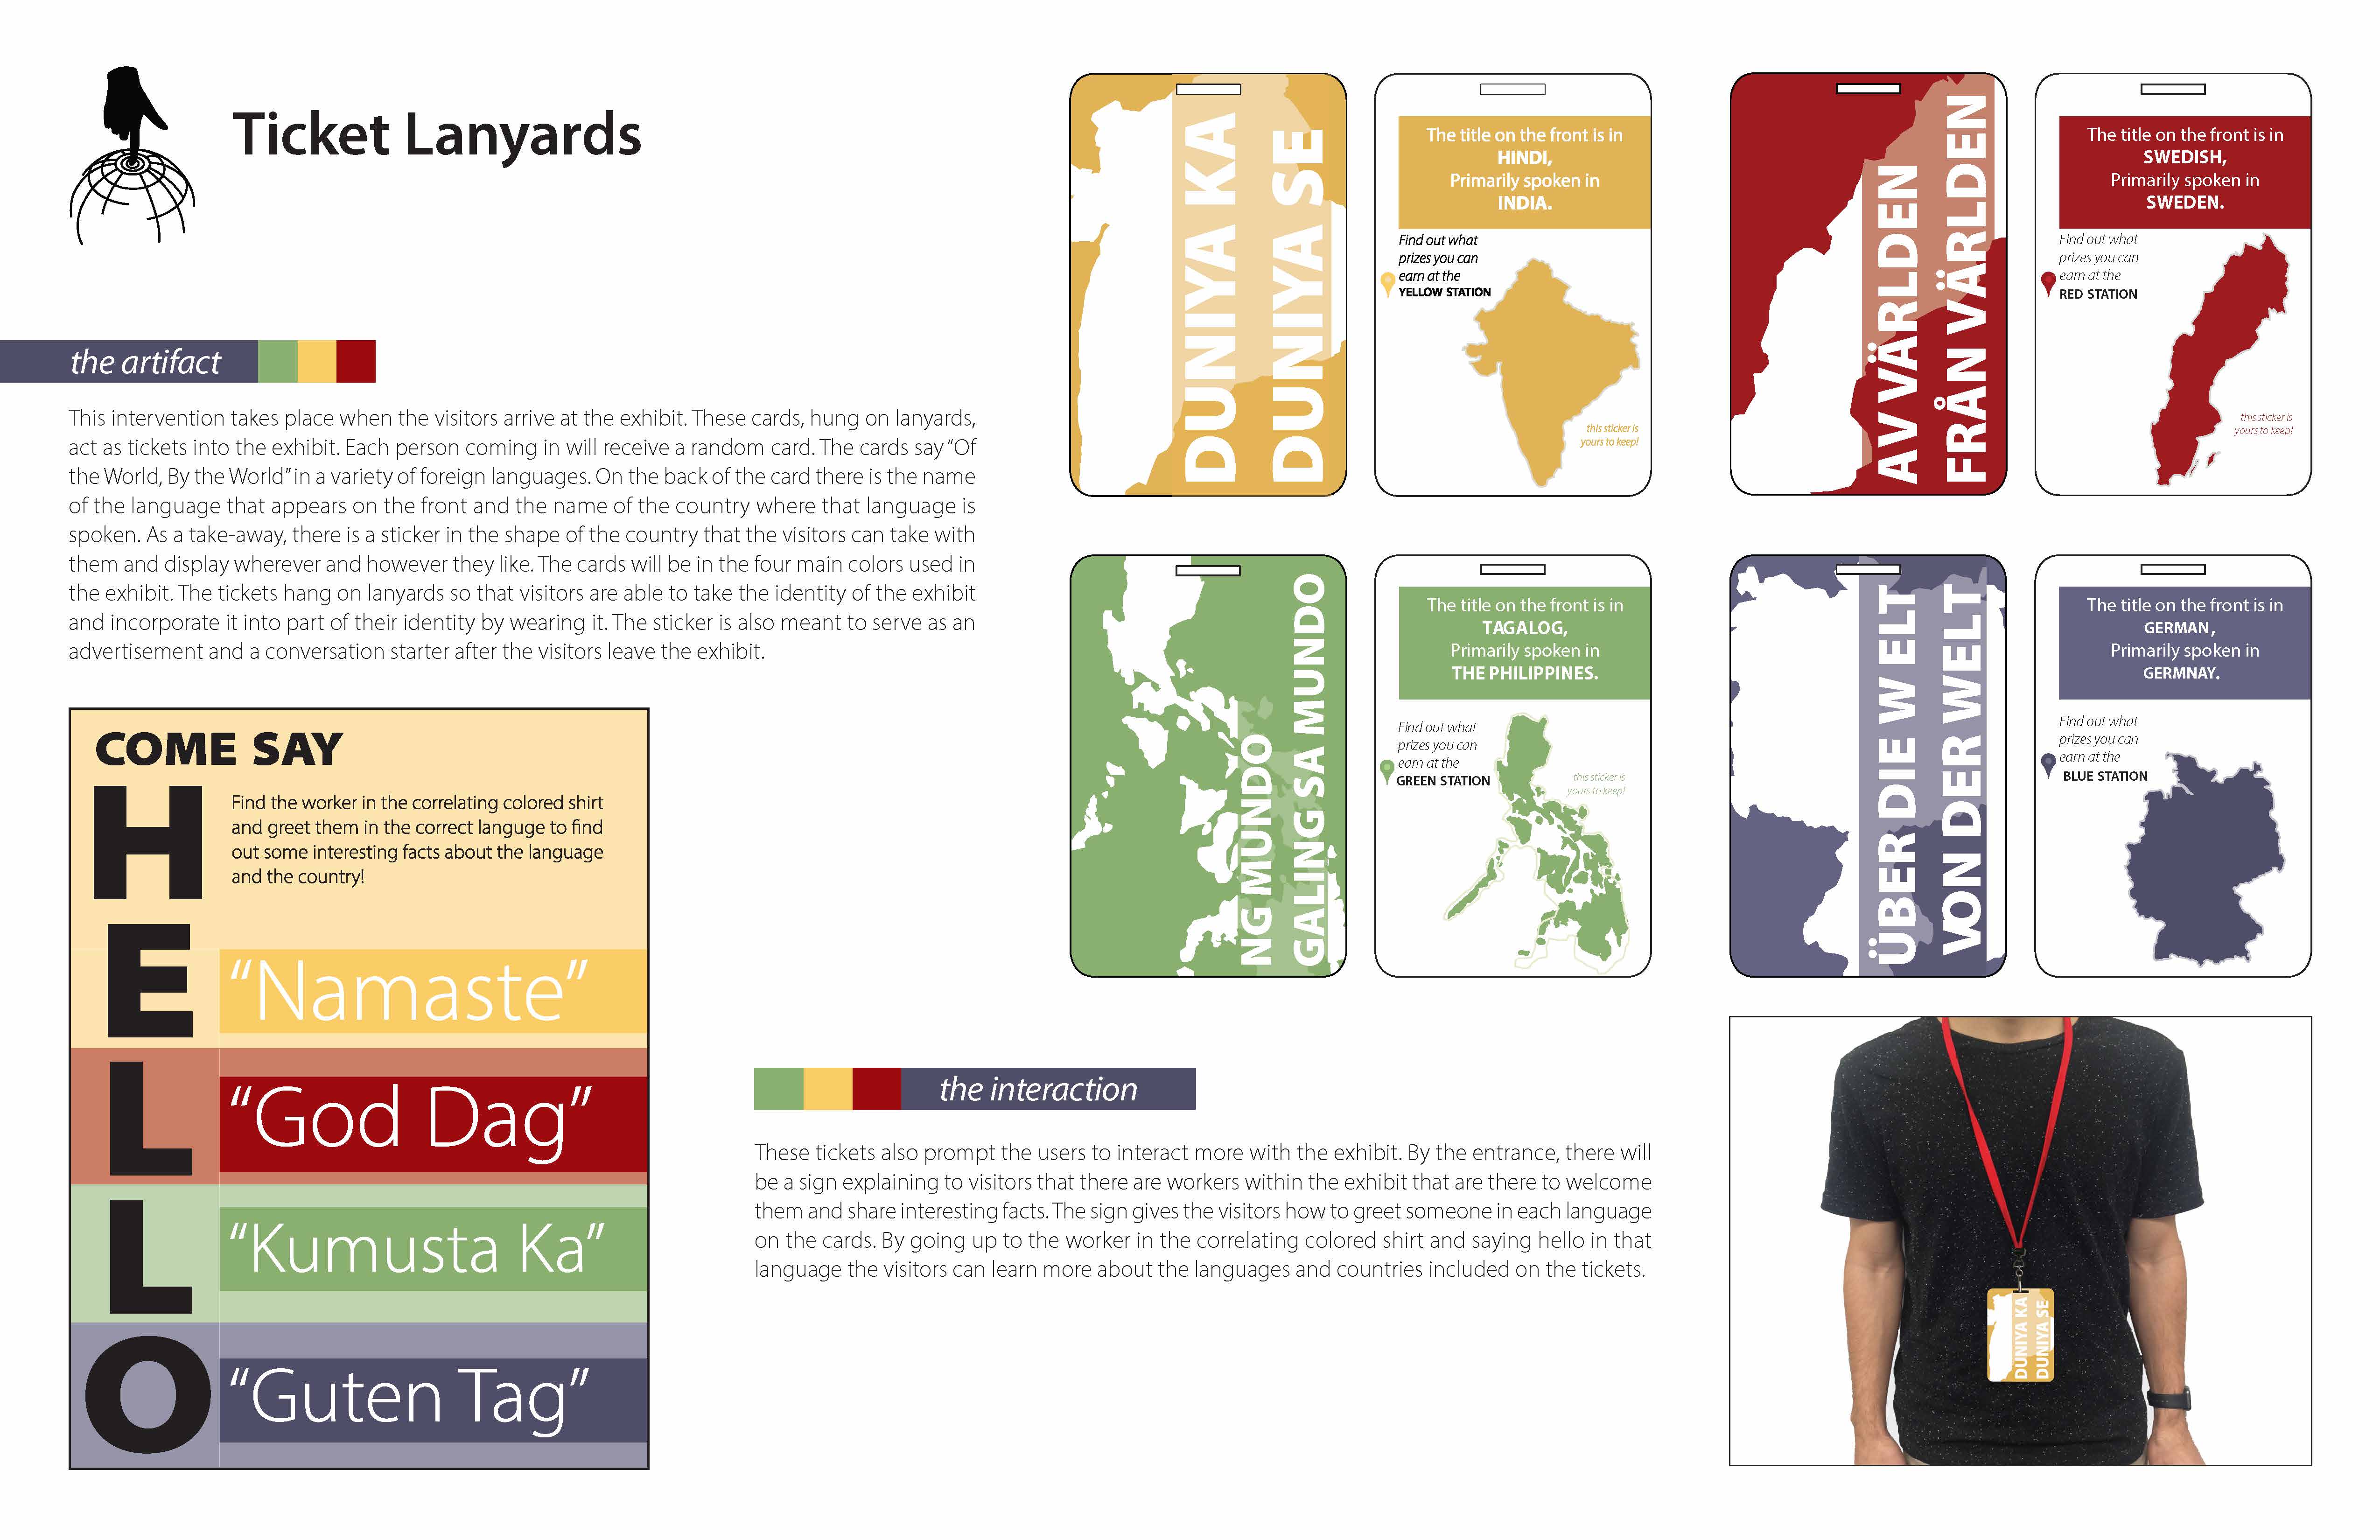 Ticket Lanyards
the artifact
This intervention takes place when the visitors arrive at the exhibit. These cards, hung on lanyards,
act as tickets into the exhibit. Each person coming in will receive a random card. The cards say “Of
the World, By the World” in a variety of foreign languages. On the back of the card there is the name
of the language that appears on the front and the name of the country where that language is
spoken. As a take-away, there is a sticker in the shape of the country that the visitors can take with
them and display wherever and however they like. The cards will be in the four main colors used in
the exhibit. The tickets hang on lanyards so that visitors are able to take the identity of the exhibit
and incorporate it into part of their identity by wearing it. The sticker is also meant to serve as an
advertisement and a conversation starter after the visitors leave the exhibit.
COME SAY
HELLO
Find the worker in the correlating colored shirt
and greet them in the correct languge to find
out some interesting facts about the language
and the country!
“Namaste”
“God Dag”
“Kumusta Ka”
“Guten Tag”
DUNIYA KA
DUNIYA SE
The title on the front is in
HINDI,
Primarily spoken in
INDIA.
Find out what
prizes you can
earn at the
YELLOW STATION
this sticker is
yours to keep!
AV VÄRLDEN
FRÅN VÄRLDEN
The title on the front is in
SWEDISH,
Primarily spoken in
SWEDEN.
Find out what
prizes you can
earn at the
RED STATION
this sticker is
yours to keep!
NG MUNDO
GALING SA MUNDO
The title on the front is in
TAGALOG,
Primarily spoken in
THE PHILIPPINES.
Find out what
prizes you can
earn at the
GREEN STATION
this sticker is
yours to keep!
ÜBER DIE W ELT
VON DER WELT
The title on the front is in
GERMAN,
Primarily spoken in
GERMNAY.
Find out what
prizes you can
earn at the
BLUE STATION
the interaction
These tickets also prompt the users to interact more with the exhibit. By the entrance, there will
be a sign explaining to visitors that there are workers within the exhibit that are there to welcome
them and share interesting facts. The sign gives the visitors how to greet someone in each language
on the cards. By going up to the worker in the correlating colored shirt and saying hello in that
language the visitors can learn more about the languages and countries included on the tickets.
DUNIYA KA
DUNIYA SE